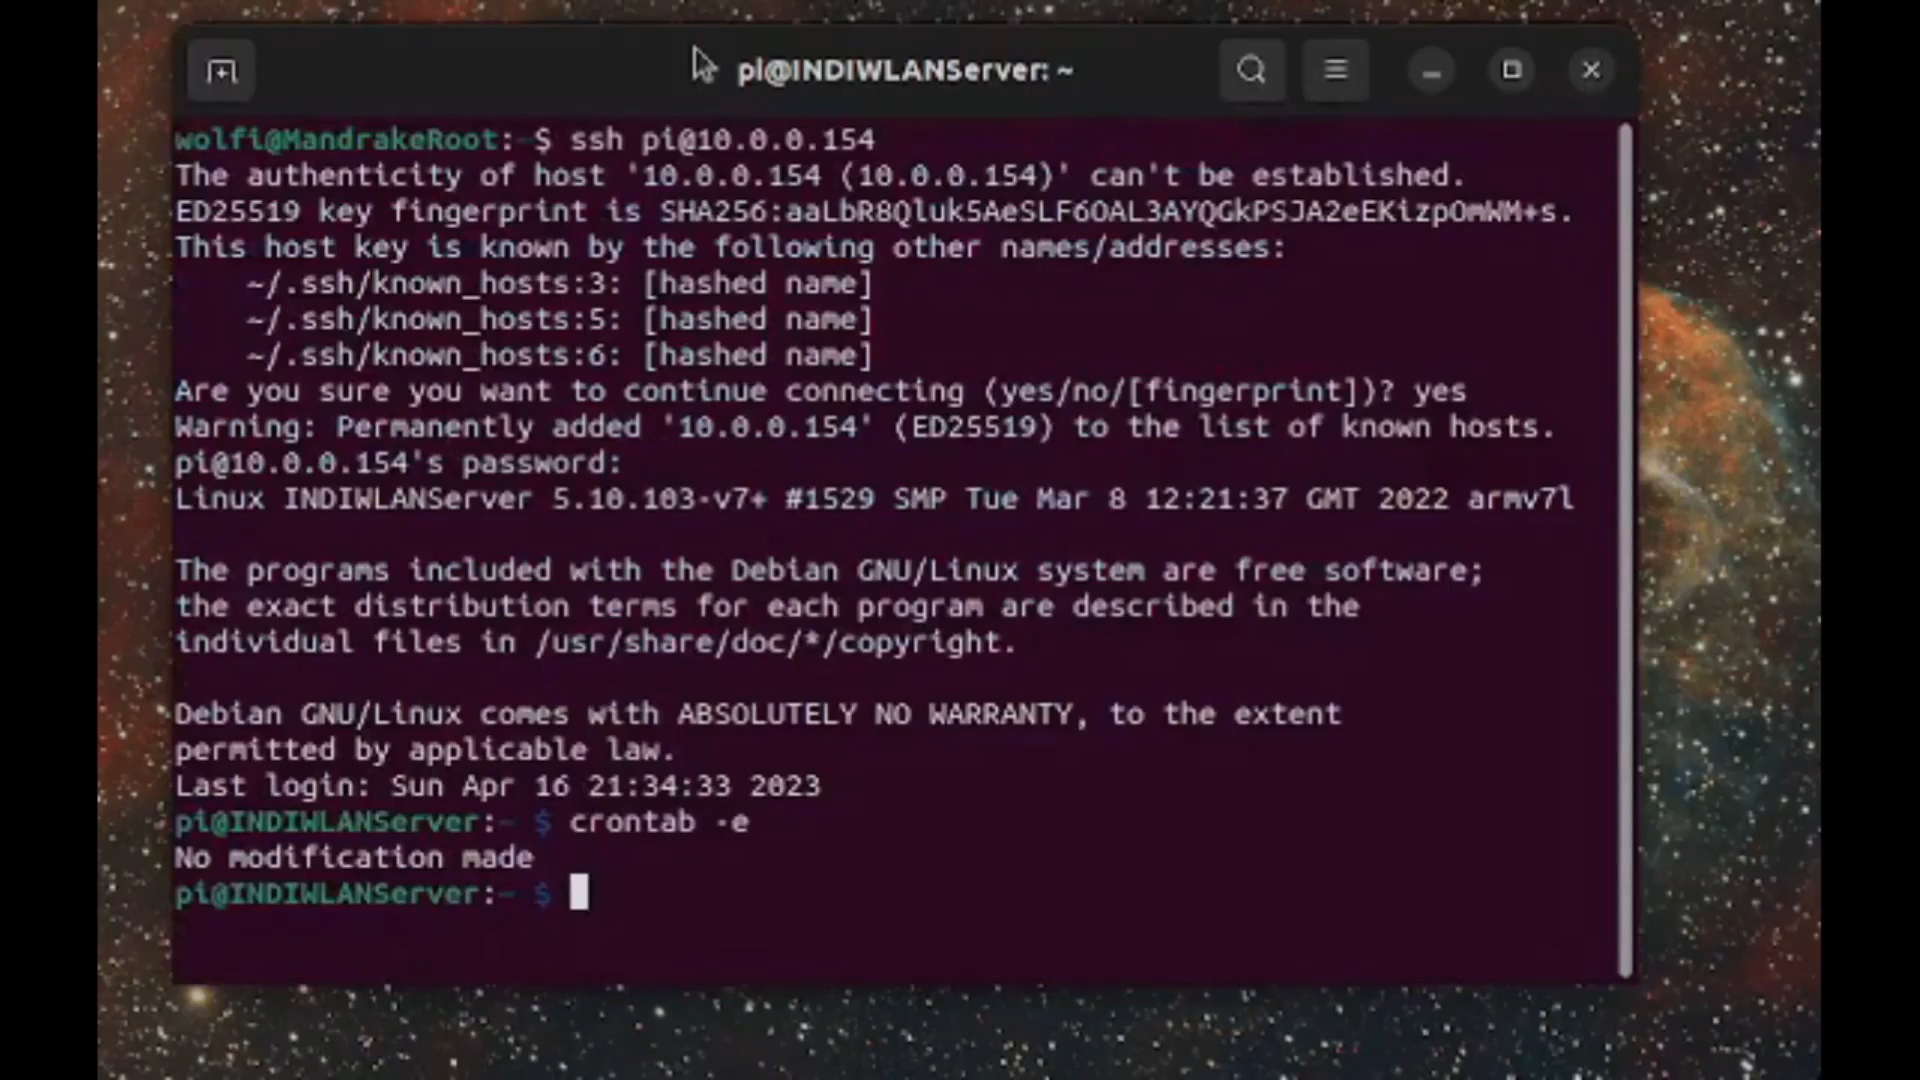 pi@INDIWLANServer: ~
wolfi@MandrakeRoot:~$ ssh pi@10.0.0.154
The authenticity of host '10.0.0.154 (10.0.0.154)' can't be established.
ED25519 key fingerprint is SHA256:aaLbR8Qluk5AeSLF6OAL3AYQGkPSJA2eEKizpOmWM+s.
This host key is known by the following other names/addresses:
~/.ssh/known_hosts:3: [hashed name]
~/.ssh/known_hosts:5: [hashed name]
~/.ssh/known_hosts:6: [hashed name]
Are you sure you want to continue connecting (yes/no/[fingerprint])? yes
Warning: Permanently added '10.0.0.154' (ED25519) to the list of known hosts.
pi@10.0.0.154's password:
Linux INDIWLANServer 5.10.103-v7+ #1529 SMP Tue Mar 8 12:21:37 GMT 2022 armv7l
The programs included with the Debian GNU/Linux system are free software;
the exact distribution terms for each program are described in the
individual files in /usr/share/doc/*/copyright.
Debian GNU/Linux comes with ABSOLUTELY NO WARRANTY, to the extent
permitted by applicable law.
Last login: Sun Apr 16 21:34:33 2023
pi@INDIWLANServer:~ $ crontab -e
No modification made
pi@INDIWLANServer:~ $